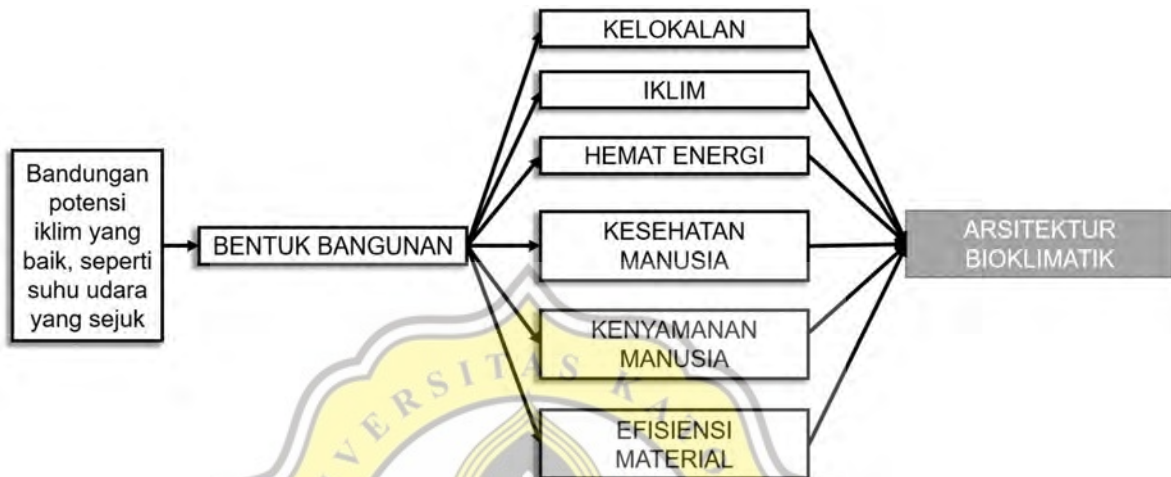 Bandungan
potensi
iklim yang
baik, seperti
suhu udara
yang sejuk
BENTUK BANGUNAN
KELOKALAN
IKLIM
HEMAT ENERGI
KESEHATAN
MANUSIA
KENYAMANAN
MANUSIA
EFISIENSI
MATERIAL
ARSITEKTUR
BIOKLIMATIK